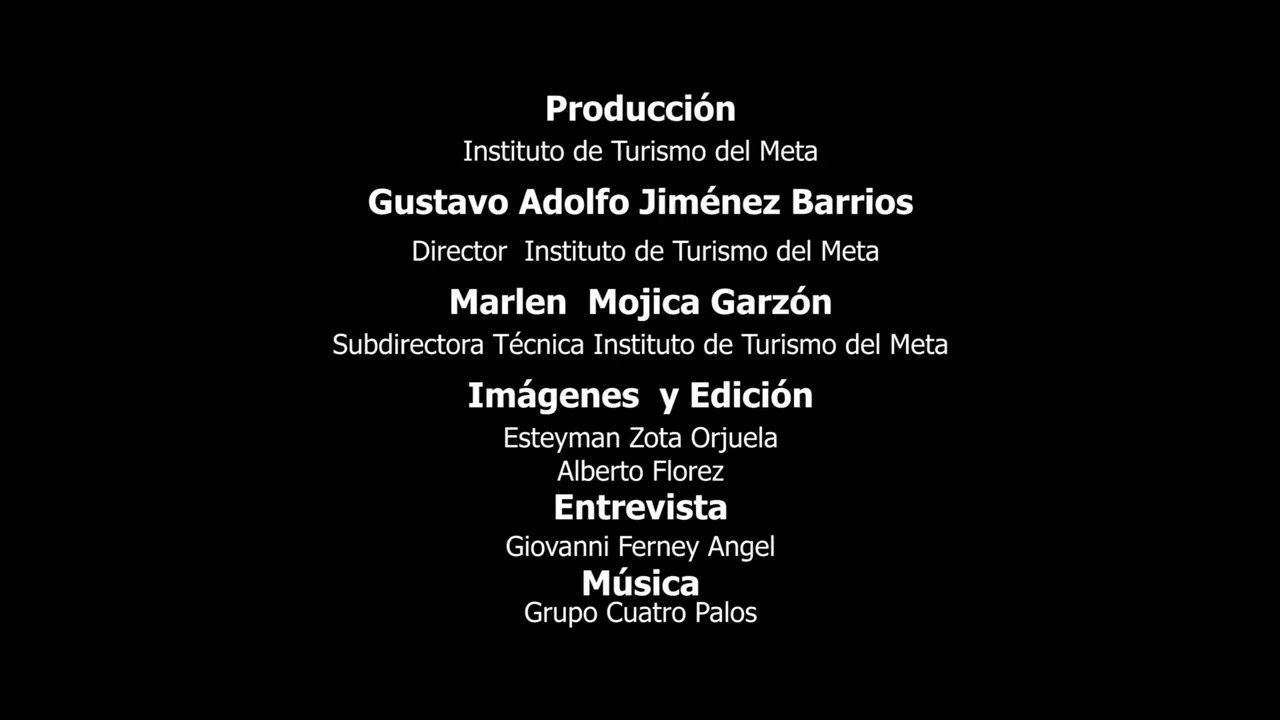 Producción
Instituto de Turismo del Meta
Gustavo Adolfo Jiménez Barrios
Director  Instituto de Turismo del Meta
Marlen  Mojica Garzón
Subdirectora Técnica Instituto de Turismo del Meta
Imágenes  y Edición
Esteyman Zota Orjuela
Alberto Florez
Entrevista
Giovanni Ferney Angel
Música
Grupo Cuatro Palos